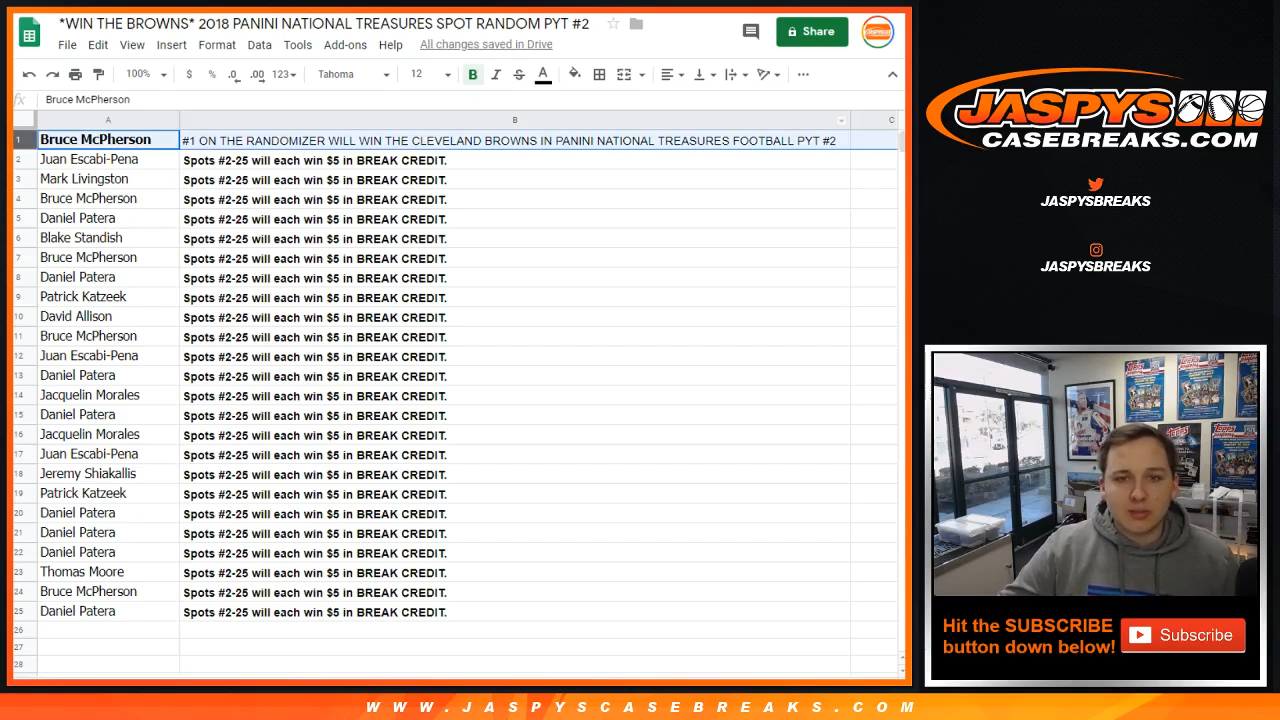 *WIN THE BROWNS* 2018 PANINI NATIONAL TREASURES SPOT RANDOM PYT #2
File Edit View Insert Format Data Tools Add-ons Help All changes saved in Drive
Share
100% $ % .0 .00 123 Tahoma 12 B I S A
fx Bruce McPherson
A B C
1 Bruce McPherson #1 ON THE RANDOMIZER WILL WIN THE CLEVELAND BROWNS IN PANINI NATIONAL TREASURES FOOTBALL PYT #2
2 Juan Escabi-Pena Spots #2-25 will each win $5 in BREAK CREDIT.
3 Mark Livingston Spots #2-25 will each win $5 in BREAK CREDIT.
4 Bruce McPherson Spots #2-25 will each win $5 in BREAK CREDIT.
5 Daniel Patera Spots #2-25 will each win $5 in BREAK CREDIT.
6 Blake Standish Spots #2-25 will each win $5 in BREAK CREDIT.
7 Bruce McPherson Spots #2-25 will each win $5 in BREAK CREDIT.
8 Daniel Patera Spots #2-25 will each win $5 in BREAK CREDIT.
9 Patrick Katzeek Spots #2-25 will each win $5 in BREAK CREDIT.
10 David Allison Spots #2-25 will each win $5 in BREAK CREDIT.
11 Bruce McPherson Spots #2-25 will each win $5 in BREAK CREDIT.
12 Juan Escabi-Pena Spots #2-25 will each win $5 in BREAK CREDIT.
13 Daniel Patera Spots #2-25 will each win $5 in BREAK CREDIT.
14 Jacquelin Morales Spots #2-25 will each win $5 in BREAK CREDIT.
15 Daniel Patera Spots #2-25 will each win $5 in BREAK CREDIT.
16 Jacquelin Morales Spots #2-25 will each win $5 in BREAK CREDIT.
17 Juan Escabi-Pena Spots #2-25 will each win $5 in BREAK CREDIT.
18 Jeremy Shiakallis Spots #2-25 will each win $5 in BREAK CREDIT.
19 Patrick Katzeek Spots #2-25 will each win $5 in BREAK CREDIT.
20 Daniel Patera Spots #2-25 will each win $5 in BREAK CREDIT.
21 Daniel Patera Spots #2-25 will each win $5 in BREAK CREDIT.
22 Daniel Patera Spots #2-25 will each win $5 in BREAK CREDIT.
23 Thomas Moore Spots #2-25 will each win $5 in BREAK CREDIT.
24 Bruce McPherson Spots #2-25 will each win $5 in BREAK CREDIT.
25 Daniel Patera Spots #2-25 will each win $5 in BREAK CREDIT.
26
27
28
JASPYS
CASEBREAKS.COM
JASPYSBREAKS
JASPYSBREAKS
Topps
Topps
Topps
Hit the SUBSCRIBE
button down below!
Subscribe
WWW.JASPYSCASEBREAKS.COM